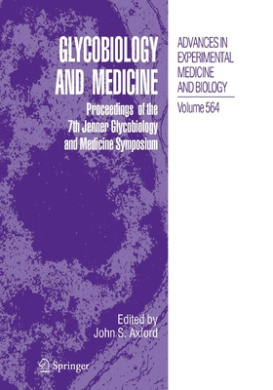 GLYCOBIOLOGY
AND MEDICINE
Proceedings of the
7th Jenner Glycobiology
and Medicine Symposium
Edited by
John S. Axford
Springer
ADVANCES IN
EXPERIMENTAL
MEDICINE
AND BIOLOGY
Volume 564